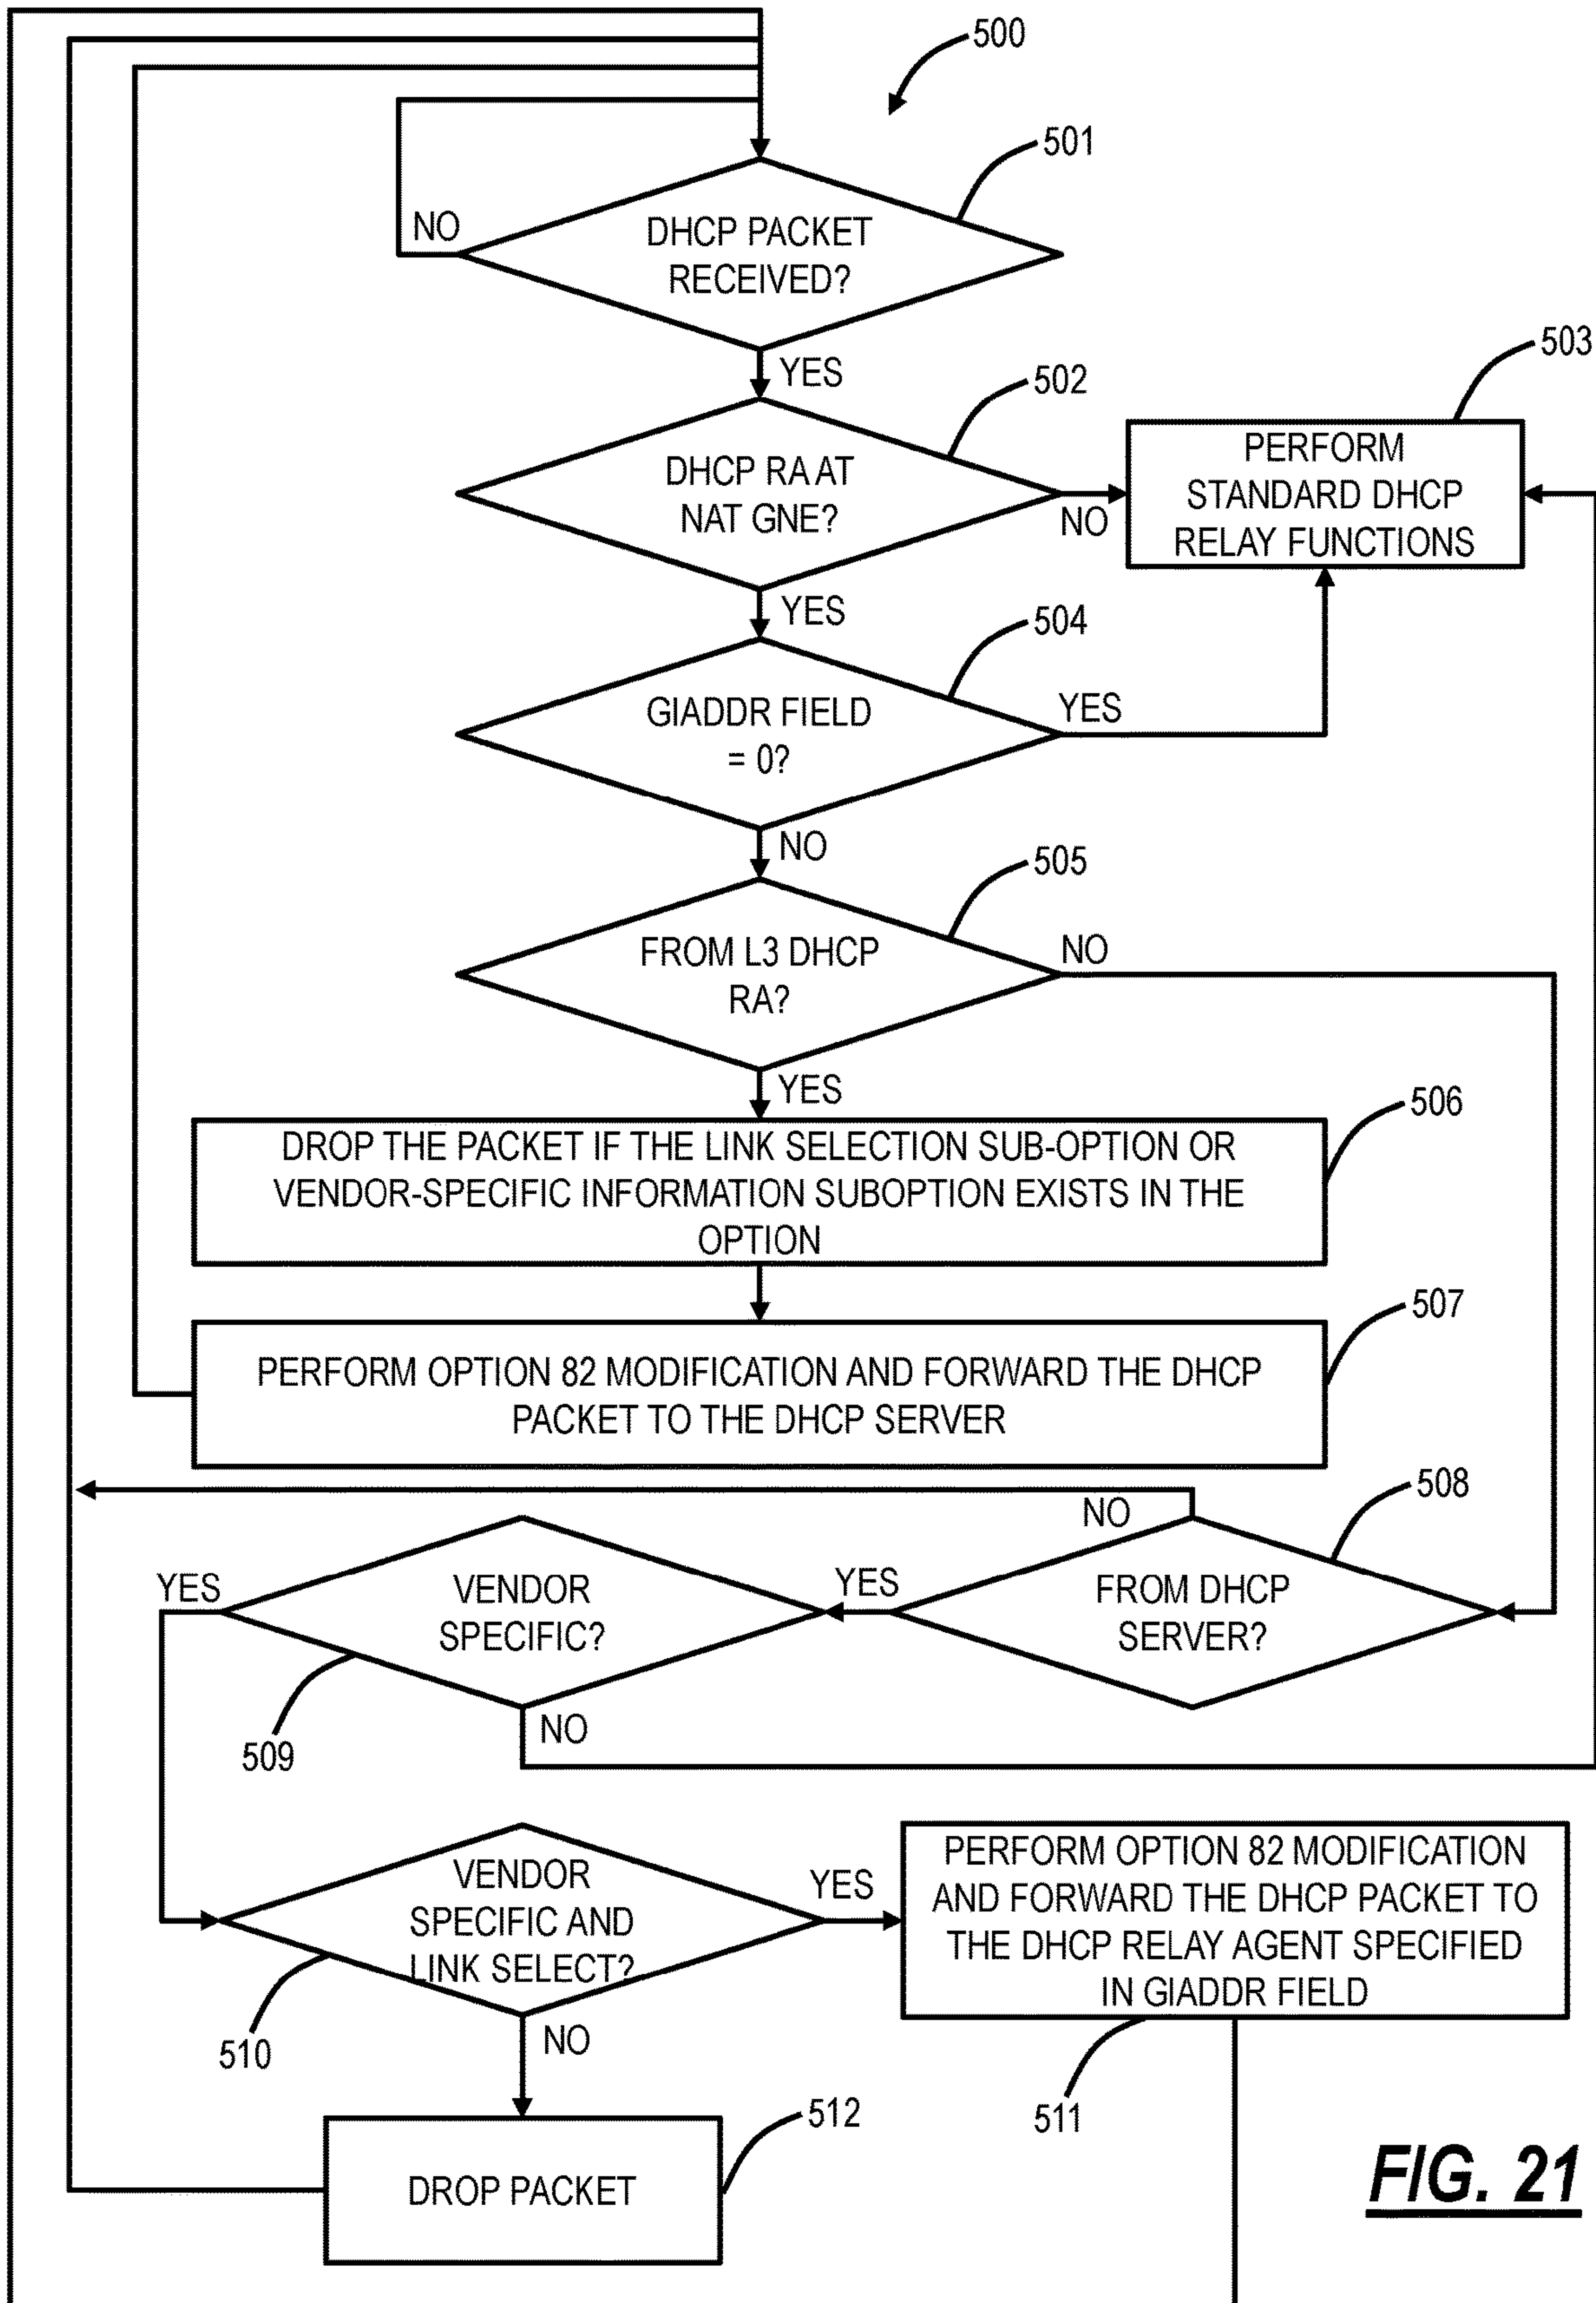 500
501
DHCP PACKET
RECEIVED?
NO
YES
502
503
DHCP RA AT
NAT GNE?
NO
PERFORM
STANDARD DHCP
RELAY FUNCTIONS
YES
504
GIADDR FIELD
= 0?
YES
NO
505
FROM L3 DHCP
RA?
NO
YES
506
DROP THE PACKET IF THE LINK SELECTION SUB-OPTION OR
VENDOR-SPECIFIC INFORMATION SUBOPTION EXISTS IN THE
OPTION
507
PERFORM OPTION 82 MODIFICATION AND FORWARD THE DHCP
PACKET TO THE DHCP SERVER
508
NO
FROM DHCP
SERVER?
YES
VENDOR
SPECIFIC?
YES
509
NO
VENDOR
SPECIFIC AND
LINK SELECT?
YES
510
NO
PERFORM OPTION 82 MODIFICATION
AND FORWARD THE DHCP PACKET TO
THE DHCP RELAY AGENT SPECIFIED
IN GIADDR FIELD
511
512
DROP PACKET
FIG. 21